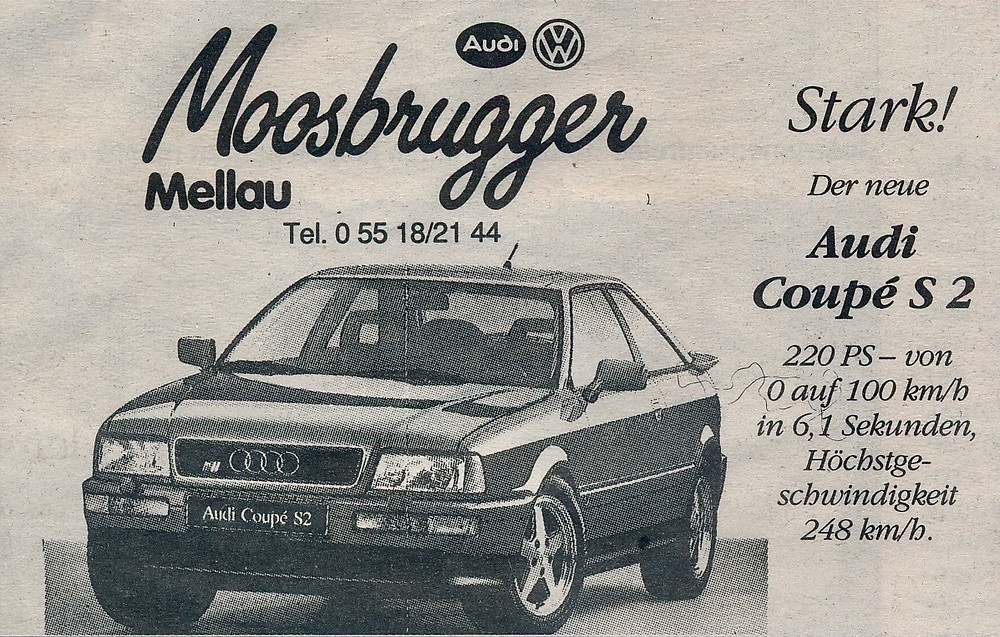 Audi
Moosbrugger
Mellau
Tel. 0 55 18/21 44
Stark!
Der neue
Audi
Coupé S 2
220 PS – von
0 auf 100 km/h
in 6,1 Sekunden,
Höchstge-
schwindigkeit
248 km/h.
Audi Coupé S2